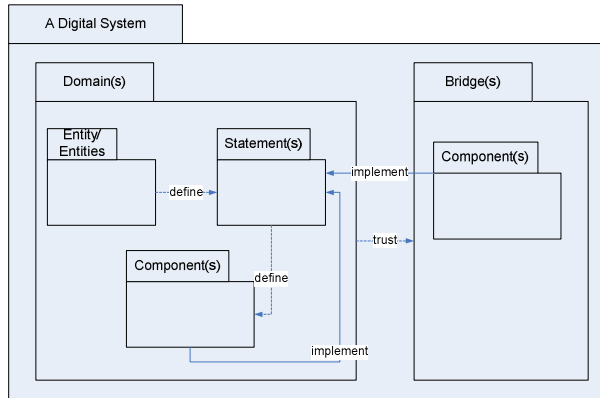 A Digital System
Domain(s)
Bridge(s)
Entity/
Entities
Statement(s)
Component(s)
implement
define
trust
Component(s)
define
implement